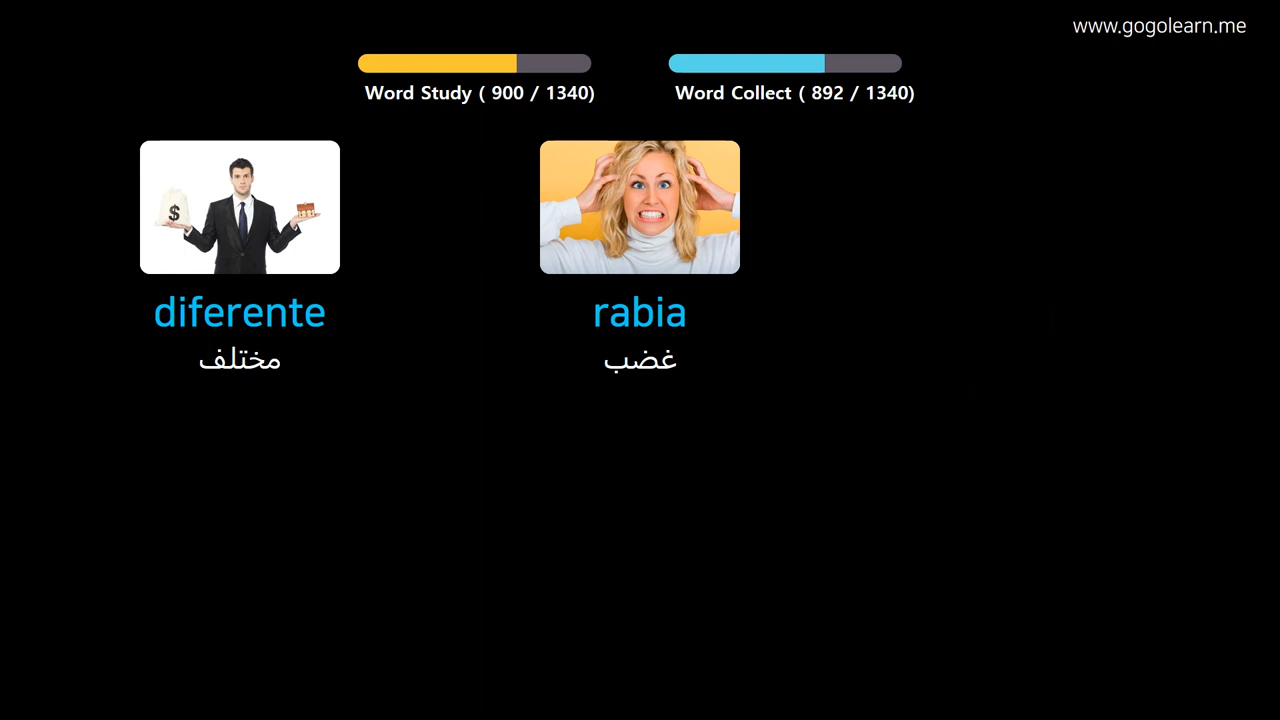 www.gogolearn.me
Word Study ( 900 / 1340)
Word Collect ( 892 / 1340)
$
diferente
rabia
مختلف
غضب